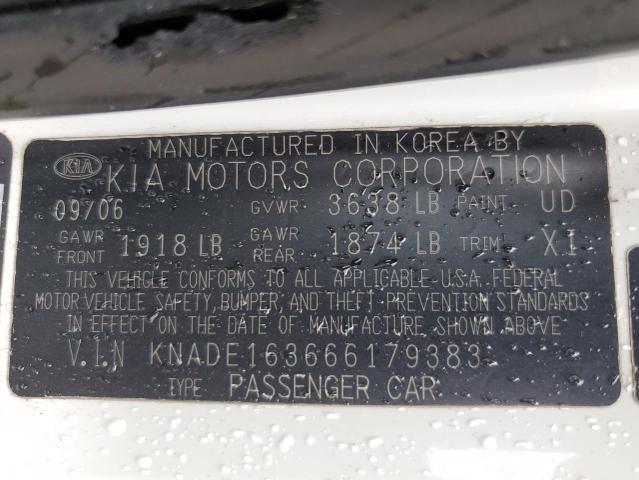 MANUFACTURED IN KOREA BY
KIA KIA MOTORS CORPORATION
09/06 GVWR 3638 LB PAINT UD
GAWR FRONT 1918 LB GAWR REAR 1874 LB TRIM XI
THIS VEHICLE CONFORMS TO ALL APPLICABLE U.S.A. FEDERAL
MOTOR VEHICLE SAFETY, BUMPER, AND THEFT PREVENTION STANDARDS
IN EFFECT ON THE DATE OF MANUFACTURE SHOWN ABOVE
V.I.N KNADE163666179383
TYPE PASSENGER CAR